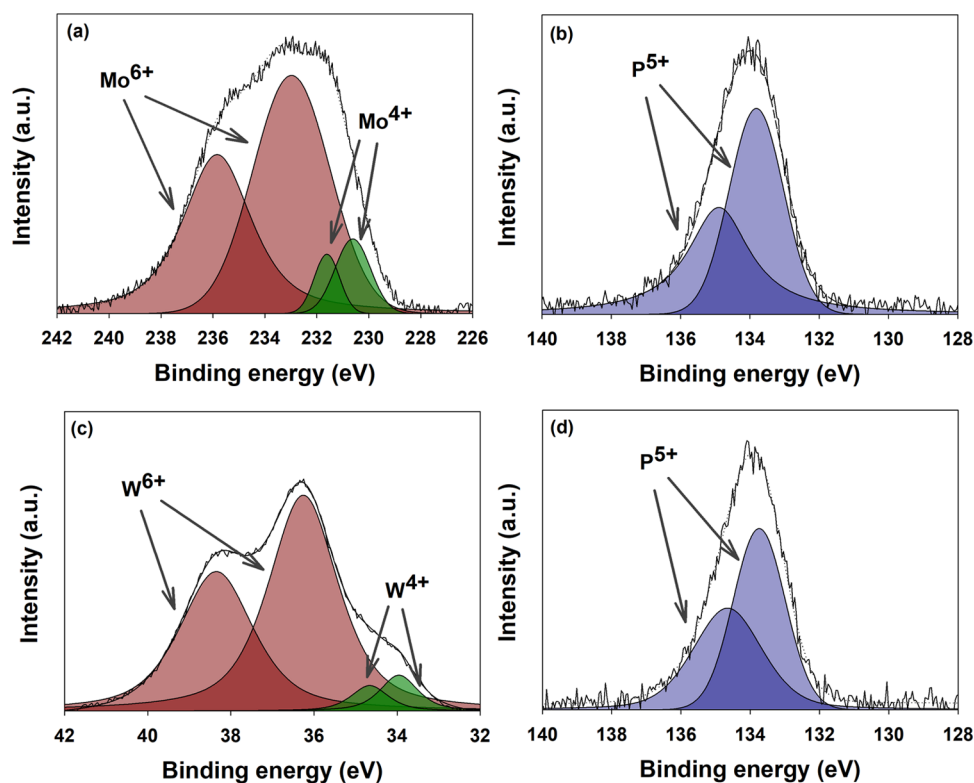 (a)
Mo6+
Mo4+
Intensity (a.u.)
242 240 238 236 234 232 230 228 226
Binding energy (eV)
(b)
P5+
Intensity (a.u.)
140 138 136 134 132 130 128
Binding energy (eV)
(c)
W6+
W4+
Intensity (a.u.)
42 40 38 36 34 32
Binding energy (eV)
(d)
P5+
Intensity (a.u.)
140 138 136 134 132 130 128
Binding energy (eV)